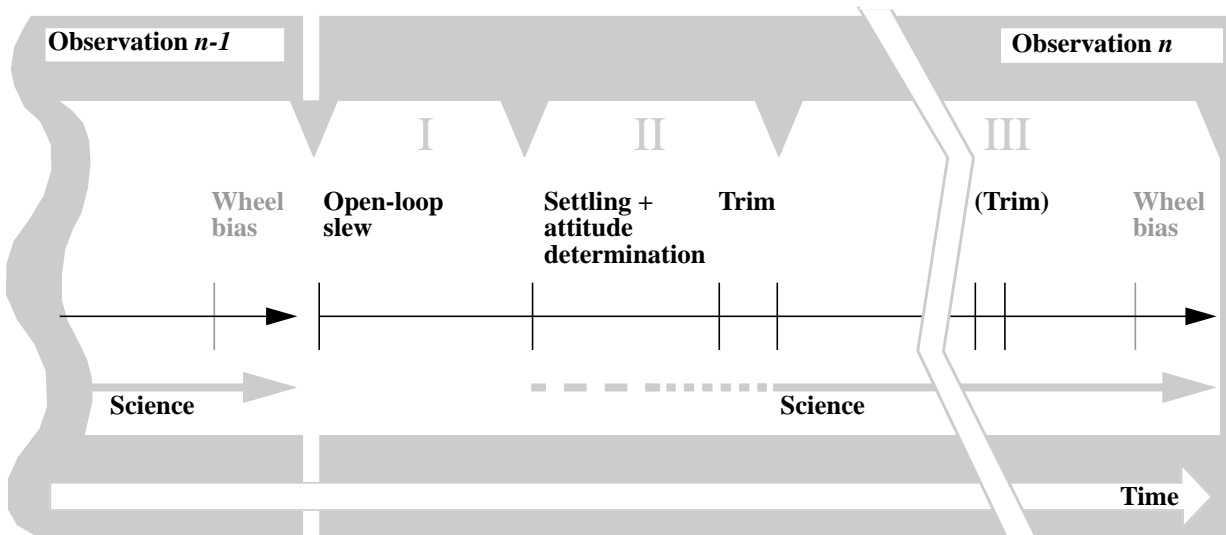 Observation n-1
Observation n
I
II
III
Wheel
bias
Open-loop
slew
Settling +
attitude
determination
Trim
(Trim)
Wheel
bias
Science
Science
Time